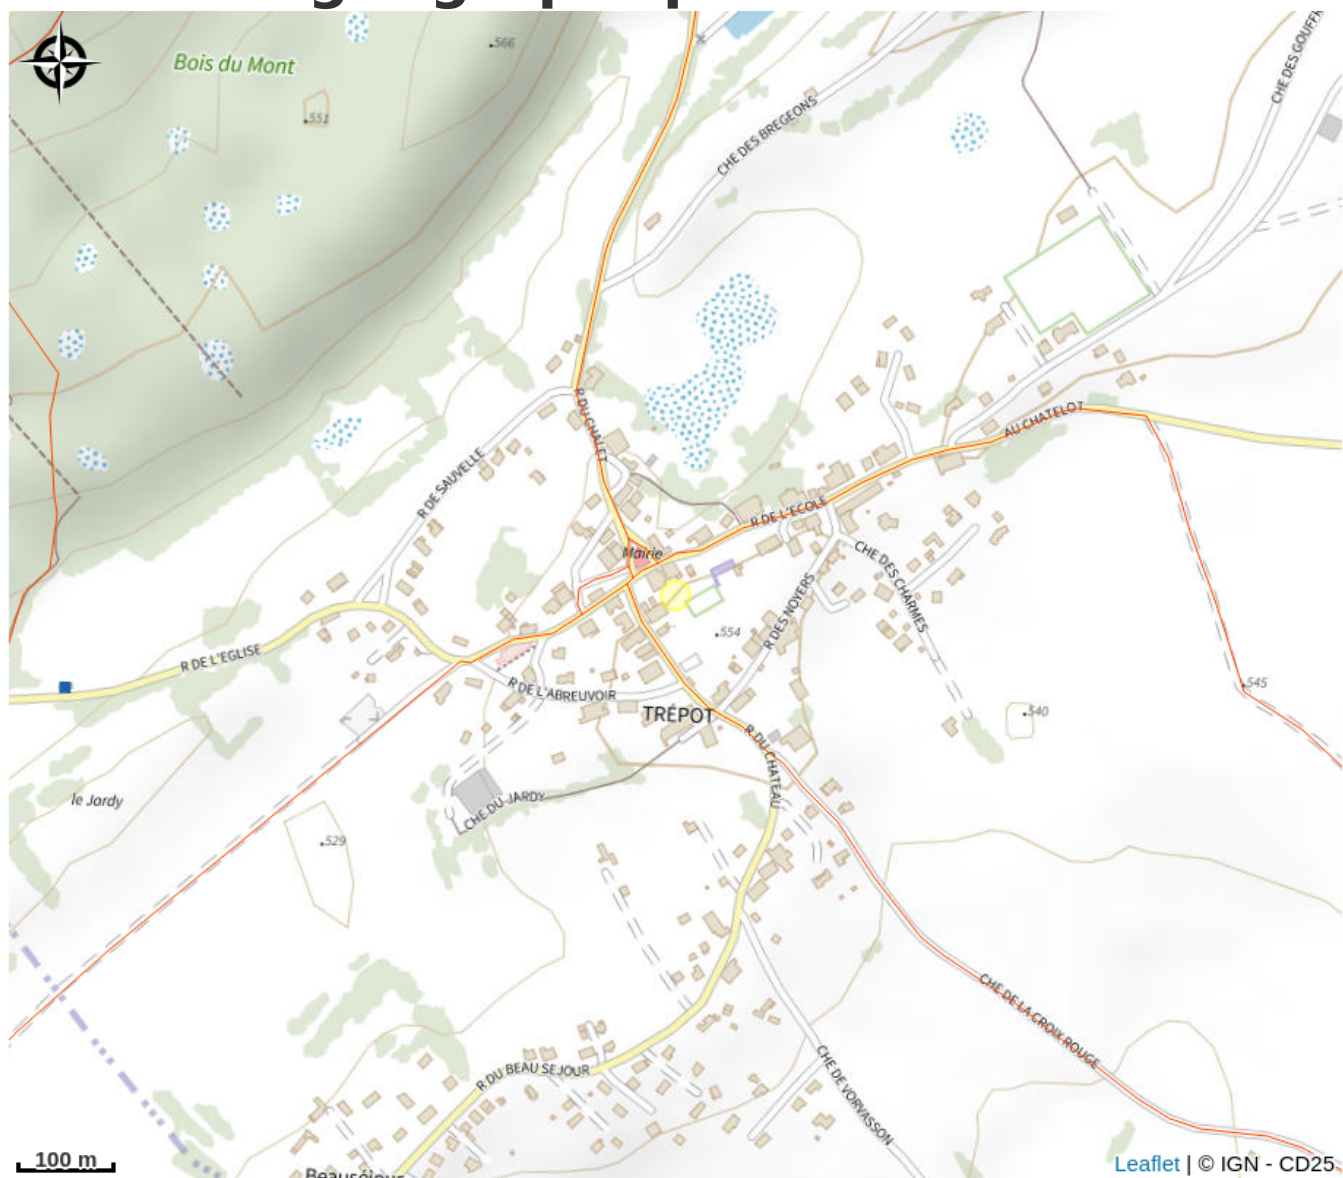 566
Bois du Mont
551
CHE DES GOUFFR
CHE DES BREGEONS
R DU CHALET
AU CHATELOT
R DE SAUVELLE
R DE L'ECOLE
Mairie
CHE DES CHARMES
R DES NOYERS
554
R DE L'EGLISE
R DE L'ABREUVOIR
545
TRÉPOT
540
R DU CHATEAU
le Jardy
CHE DU JARDY
529
CHE DE LA CROIX ROUGE
R DU BEAU SEJOUR
CHE DE VORVASSON
100 m
Beauséjour
Leaflet | © IGN - CD25